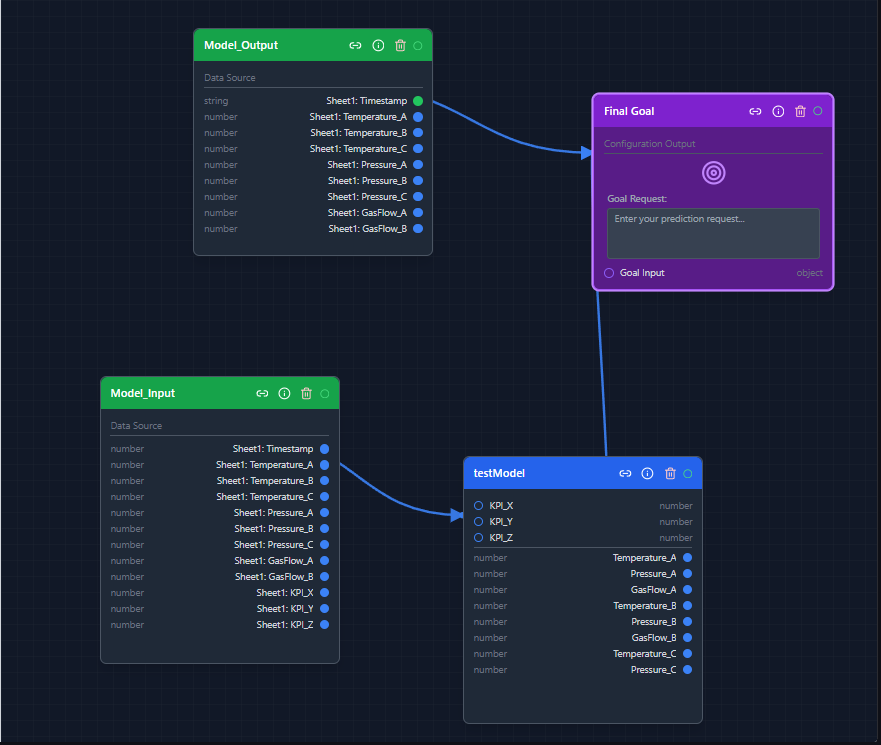 Model_Output
Data Source
string Sheet1: Timestamp
number Sheet1: Temperature_A
number Sheet1: Temperature_B
number Sheet1: Temperature_C
number Sheet1: Pressure_A
number Sheet1: Pressure_B
number Sheet1: Pressure_C
number Sheet1: GasFlow_A
number Sheet1: GasFlow_B
Final Goal
Configuration Output
Goal Request:
Enter your prediction request...
Goal Input object
Model_Input
Data Source
number Sheet1: Timestamp
number Sheet1: Temperature_A
number Sheet1: Temperature_B
number Sheet1: Temperature_C
number Sheet1: Pressure_A
number Sheet1: Pressure_B
number Sheet1: Pressure_C
number Sheet1: GasFlow_A
number Sheet1: GasFlow_B
number Sheet1: KPI_X
number Sheet1: KPI_Y
number Sheet1: KPI_Z
testModel
KPI_X number
KPI_Y number
KPI_Z number
number Temperature_A
number Pressure_A
number GasFlow_A
number Temperature_B
number Pressure_B
number GasFlow_B
number Temperature_C
number Pressure_C